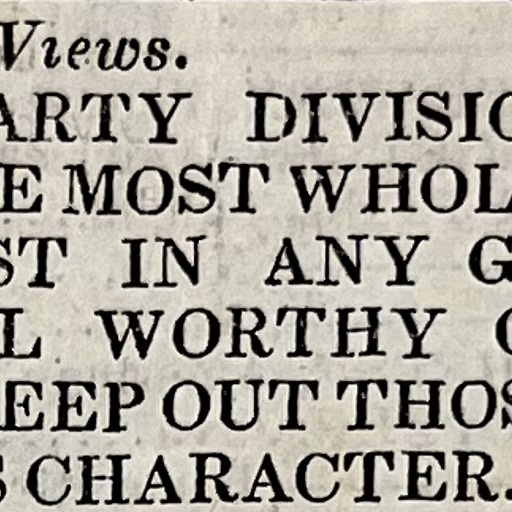 Views.
ARTY DIVISIO
E MOST WHOL
ST IN ANY G
L WORTHY O
EEP OUT THOS
S CHARACTER.